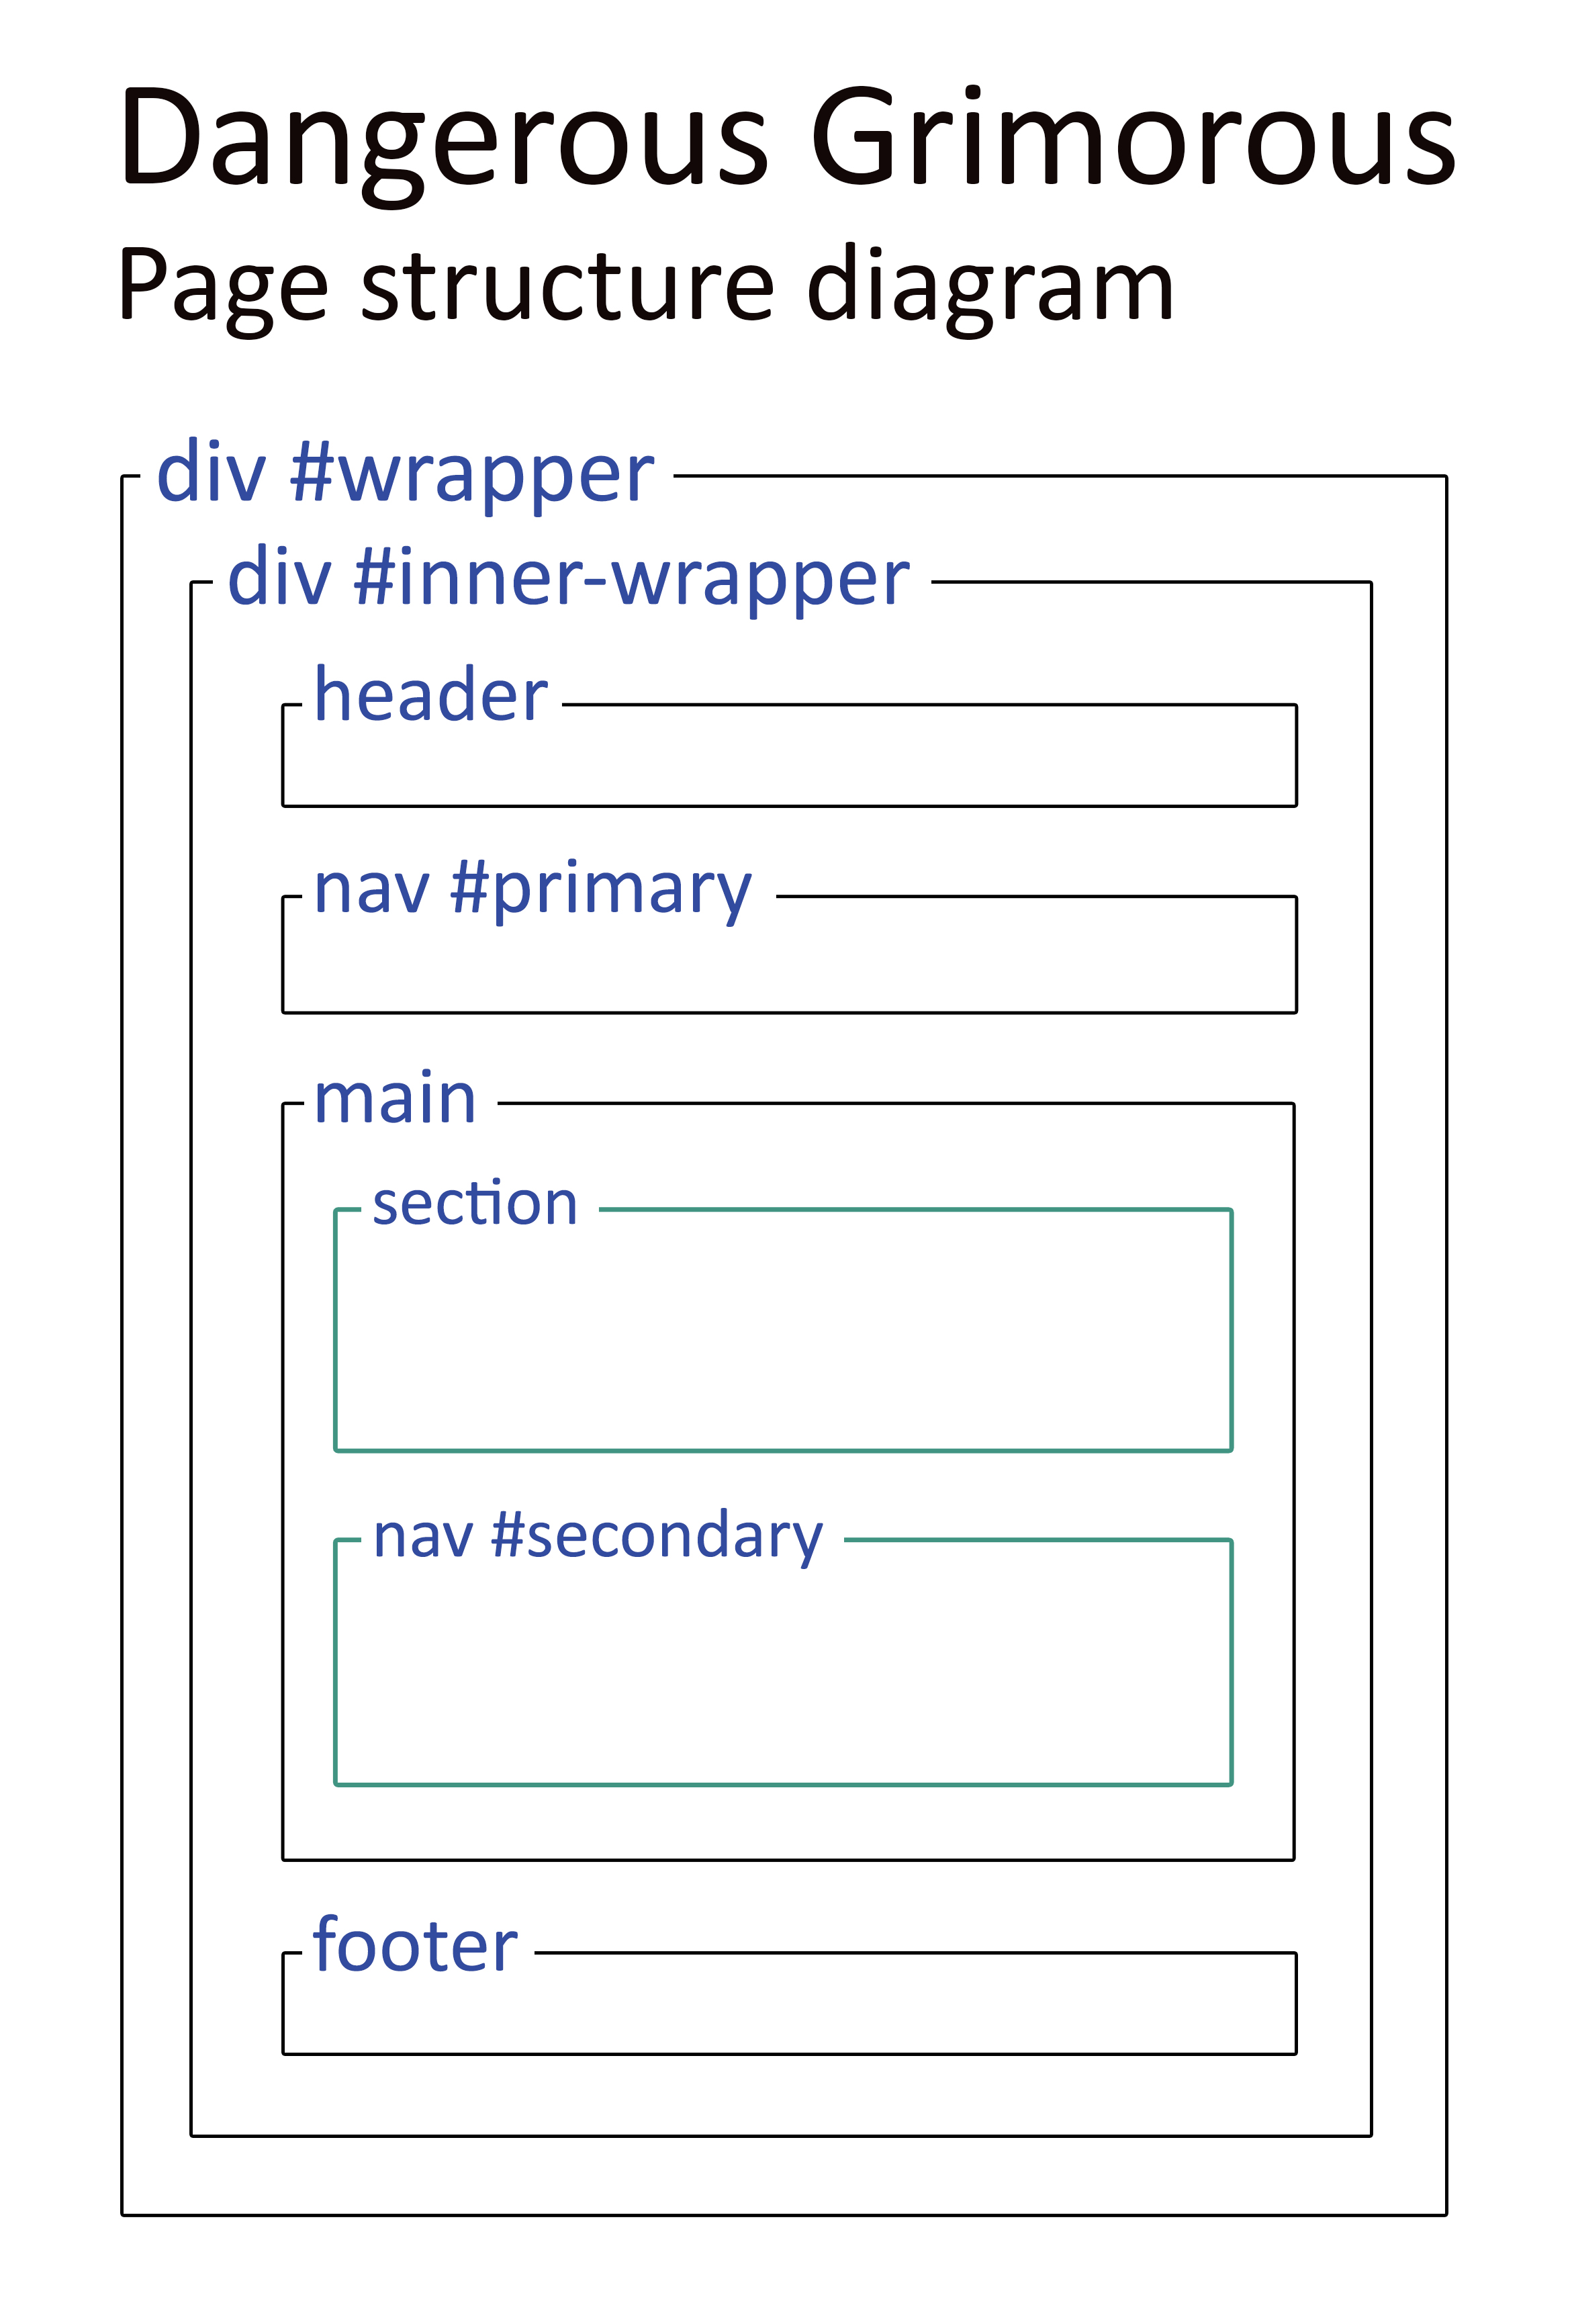 Dangerous Grimorous
Page structure diagram
div #wrapper
div #inner-wrapper
header
nav #primary
main
section
nav #secondary
footer